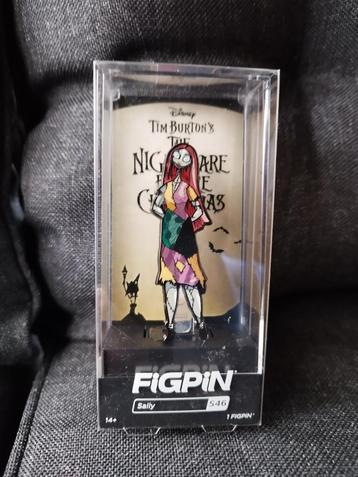 Disney
TIM BURTON'S
THE
NIGHTMARE
BEFORE
CHRISTMAS
FiGPiN®
Sally 546
14+ 1 FIGPIN®